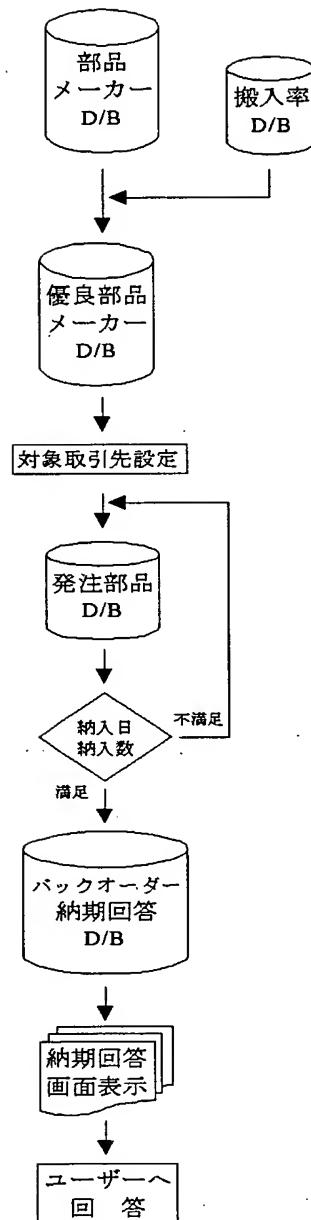 部品
メーカー
D/B
搬入率
D/B
優良部品
メーカー
D/B
対象取引先設定
発注部品
D/B
納入日
納入数
不満足
満足
バックオーダー
納期回答
D/B
納期回答
画面表示
ユーザーへ
回 答